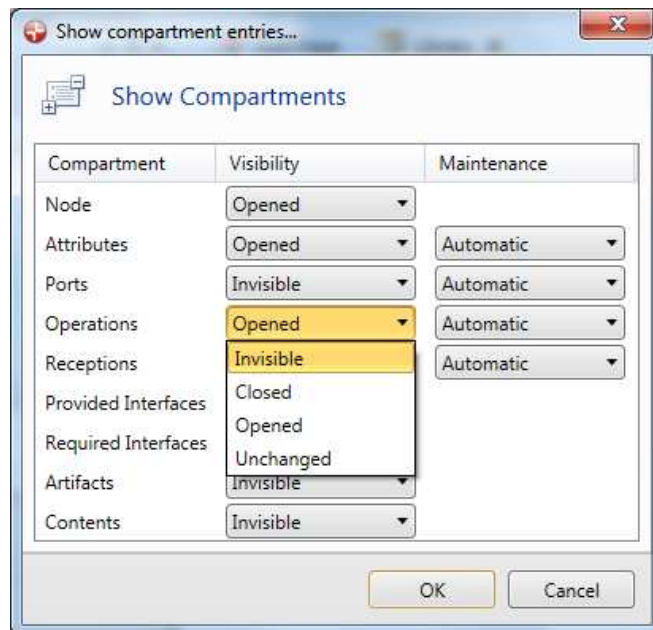 Show compartment entries...
Show Compartments
Compartment Visibility Maintenance
Node Opened
Attributes Opened Automatic
Ports Invisible Automatic
Operations Opened Automatic
Receptions Invisible Automatic
Provided Interfaces Closed
Required Interfaces Opened
Unchanged
Artifacts Invisible
Contents Invisible
OK Cancel